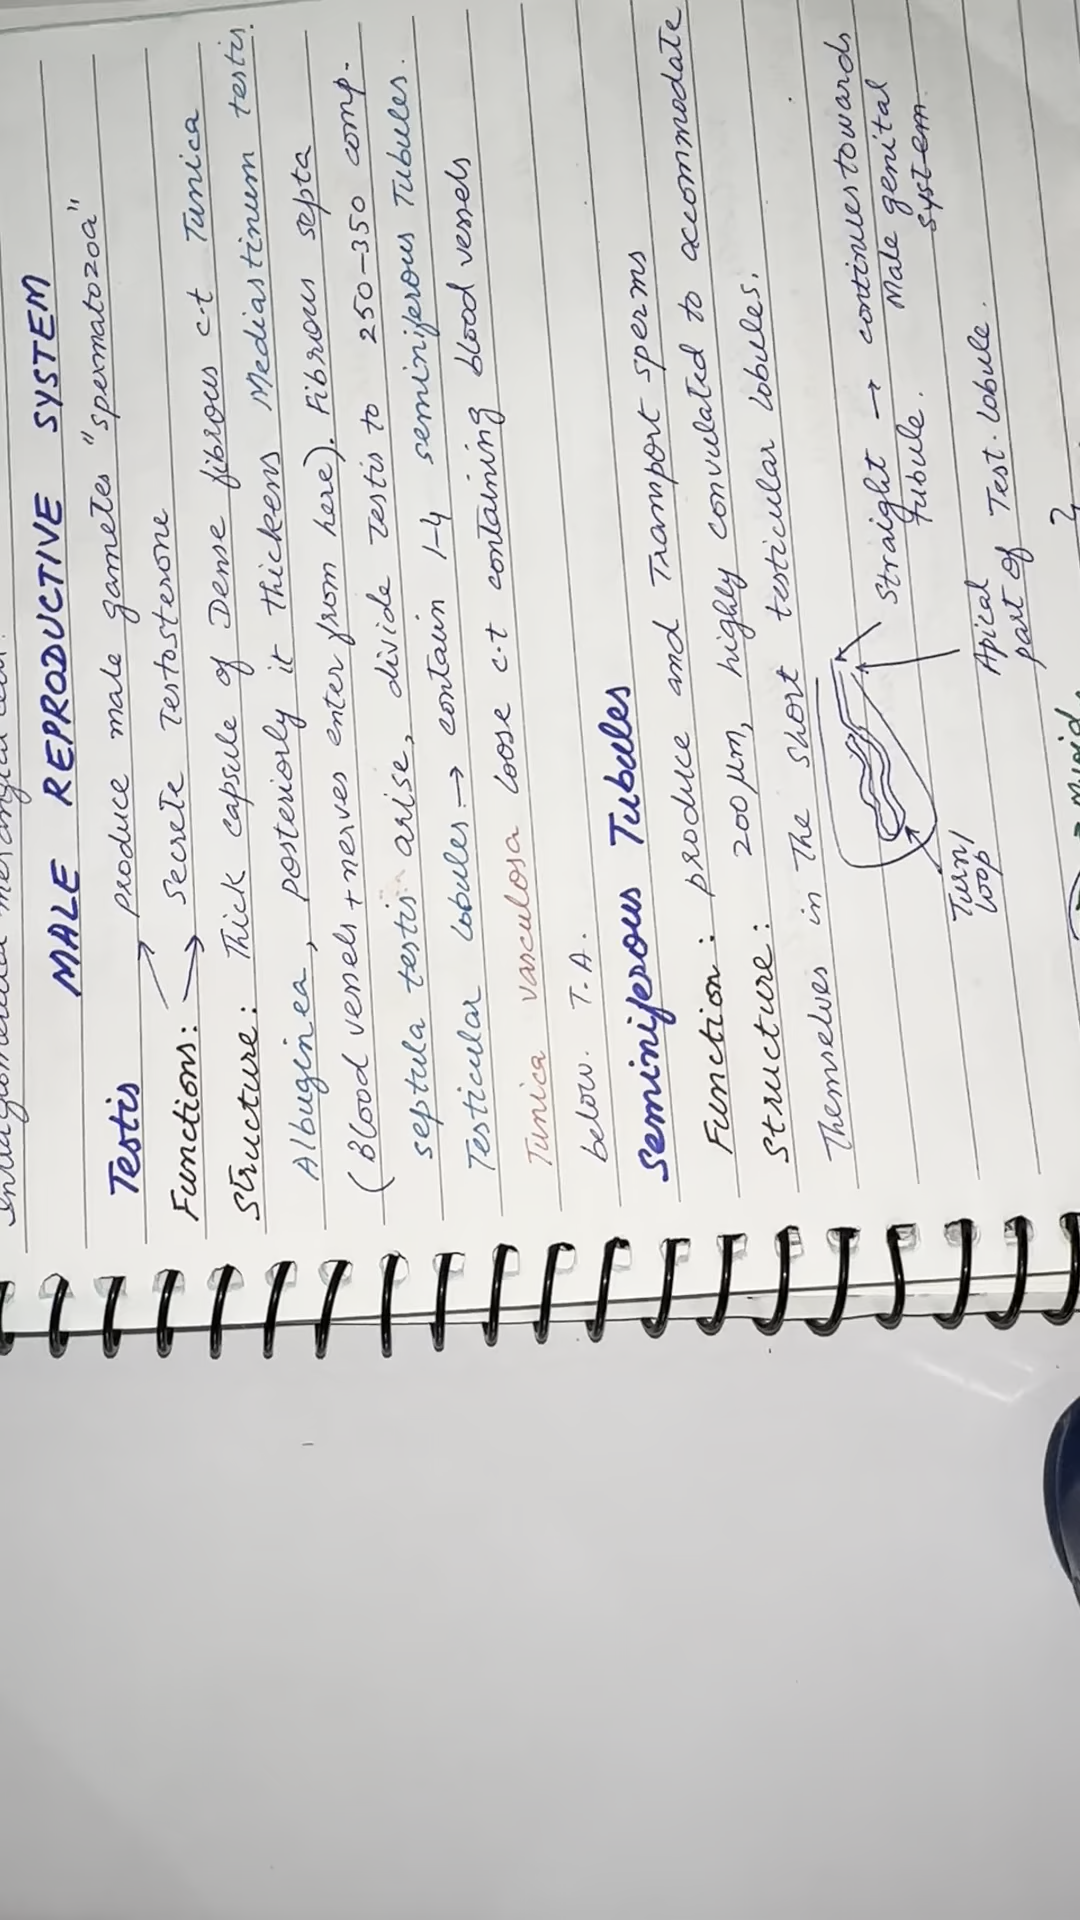 MALE REPRODUCTIVE SYSTEM
Testis produce male gametes "spermatozoa"
Functions: secrete Testosterone
Structure: Thick capsule of Dense fibrous c.t Tunica
Albuginea, posteriorly it thickens Mediastinum testis.
(Blood vessels + nerves enter from here). Fibrous septa
septula testis arise, divide Testis to 250-350 comp.
Testicular Lobules → contain 1-4 seminiferous Tubules.
Tunica vasculosa loose c.t containing blood vessels
below. T.A.
Seminiferous Tubules
Function: produce and Transport sperms
Structure: 200 μm, highly convulated to accommodate
Themselves in The short testicular lobules.
Straight → continues towards
tubule. Male genital
system.
Turn/
loop
Apical
part of Test. Lobule.